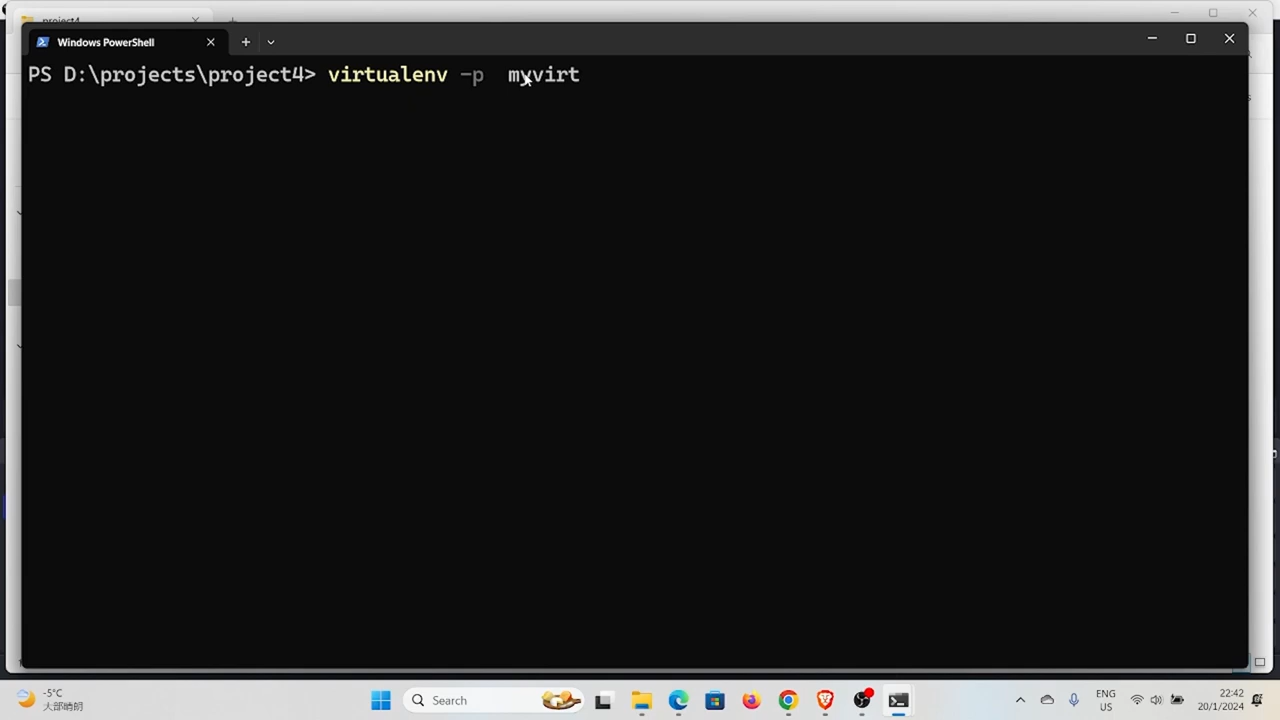 project4
Windows PowerShell
PS D:\projects\project4> virtualenv -p  myvirt
-5°C
大部晴朗
Search
ENG
US
22:42
20/1/2024